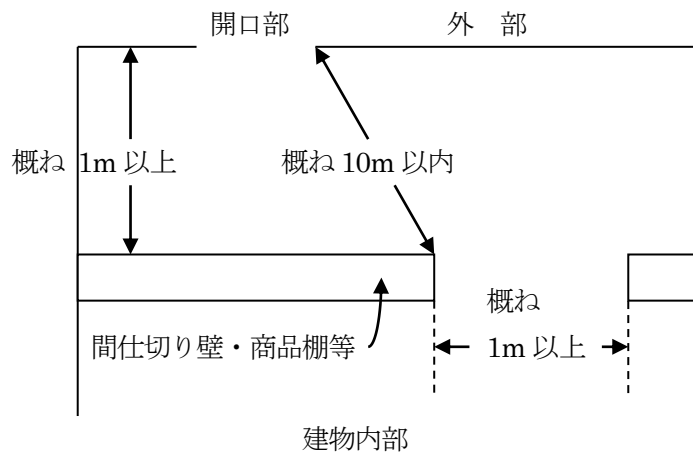 開口部
外 部
概ね 1m 以上
概ね 10m 以内
概ね
1m 以上
間仕切り壁・商品棚等
建物内部